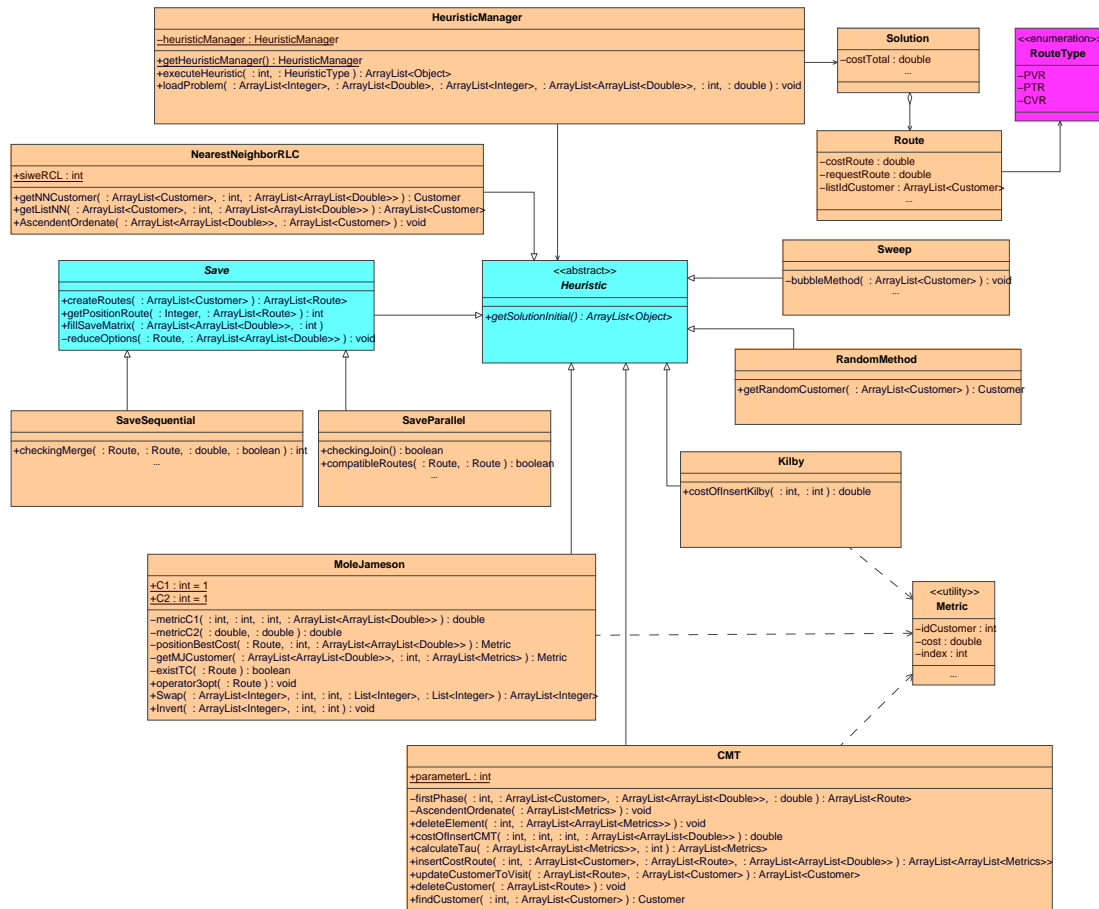 HeuristicManager
–heuristicManager : HeuristicManager
+getHeuristicManager() : HeuristicManager
+executeHeuristic( : int, : HeuristicType ) : ArrayList<Object>
+loadProblem( : ArrayList<Integer>, : ArrayList<Double>, : ArrayList<Integer>, : ArrayList<ArrayList<Double>>, : int, : double ) : void
Solution
–costTotal : double
...
<<enumeration>>
RouteType
–PVR
–PTR
–CVR
Route
–costRoute : double
–requestRoute : double
–listIdCustomer : ArrayList<Customer>
...
NearestNeighborRLC
+siweRCL : int
+getNNCustomer( : ArrayList<Customer>, : int, : ArrayList<ArrayList<Double>> ) : Customer
+getListNN( : ArrayList<Customer>, : int, : ArrayList<ArrayList<Double>> ) : ArrayList<Customer>
+AscendentOrdenate( : ArrayList<ArrayList<Double>>, : ArrayList<Customer> ) : void
Save
+createRoutes( : ArrayList<Customer> ) : ArrayList<Route>
+getPositionRoute( : Integer, : ArrayList<Route> ) : int
+fillSaveMatrix( : ArrayList<ArrayList<Double>>, : int )
–reduceOptions( : Route, : ArrayList<ArrayList<Double>> ) : void
<<abstract>>
Heuristic
+getSolutionInitial() : ArrayList<Object>
Sweep
–bubbleMethod( : ArrayList<Customer> ) : void
...
RandomMethod
+getRandomCustomer( : ArrayList<Customer> ) : Customer
SaveSequential
+checkingMerge( : Route, : Route, : double, : boolean ) : int
...
SaveParallel
+checkingJoin() : boolean
+compatibleRoutes( : Route, : Route ) : boolean
...
Kilby
+costOfInsertKilby( : int, : int ) : double
MoleJameson
+C1 : int = 1
+C2 : int = 1
–metricC1( : int, : int, : int, : ArrayList<ArrayList<Double>> ) : double
–metricC2( : double, : double ) : double
–positionBestCost( : Route, : int, : ArrayList<ArrayList<Double>> ) : Metric
–getMJCustomer( : ArrayList<ArrayList<Double>>, : int, : ArrayList<Metrics> ) : Metric
–existTC( : Route ) : boolean
+operator3opt( : Route ) : void
+Swap( : ArrayList<Integer>, : int, : int, : List<Integer>, : List<Integer> ) : ArrayList<Integer>
+Invert( : ArrayList<Integer>, : int, : int ) : void
<<utility>>
Metric
–idCustomer : int
–cost : double
–index : int
...
CMT
+parameterL : int
–firstPhase( : int, : ArrayList<Customer>, : ArrayList<ArrayList<Double>>, : double ) : ArrayList<Route>
–AscendentOrdenate( : ArrayList<Metrics> ) : void
+deleteElement( : int, : ArrayList<ArrayList<Metrics>> ) : void
+costOfInsertCMT( : int, : int, : int, : ArrayList<ArrayList<Double>> ) : double
+calculateTau( : ArrayList<ArrayList<Metrics>>, : int ) : ArrayList<Metrics>
+insertCostRoute( : int, : ArrayList<Customer>, : ArrayList<Route>, : ArrayList<ArrayList<Double>> ) : ArrayList<ArrayList<Metrics>>
+updateCustomerToVisit( : ArrayList<Route>, : ArrayList<Customer> ) : ArrayList<Customer>
+deleteCustomer( : ArrayList<Route> ) : void
+findCustomer( : int, : ArrayList<Customer> ) : Customer